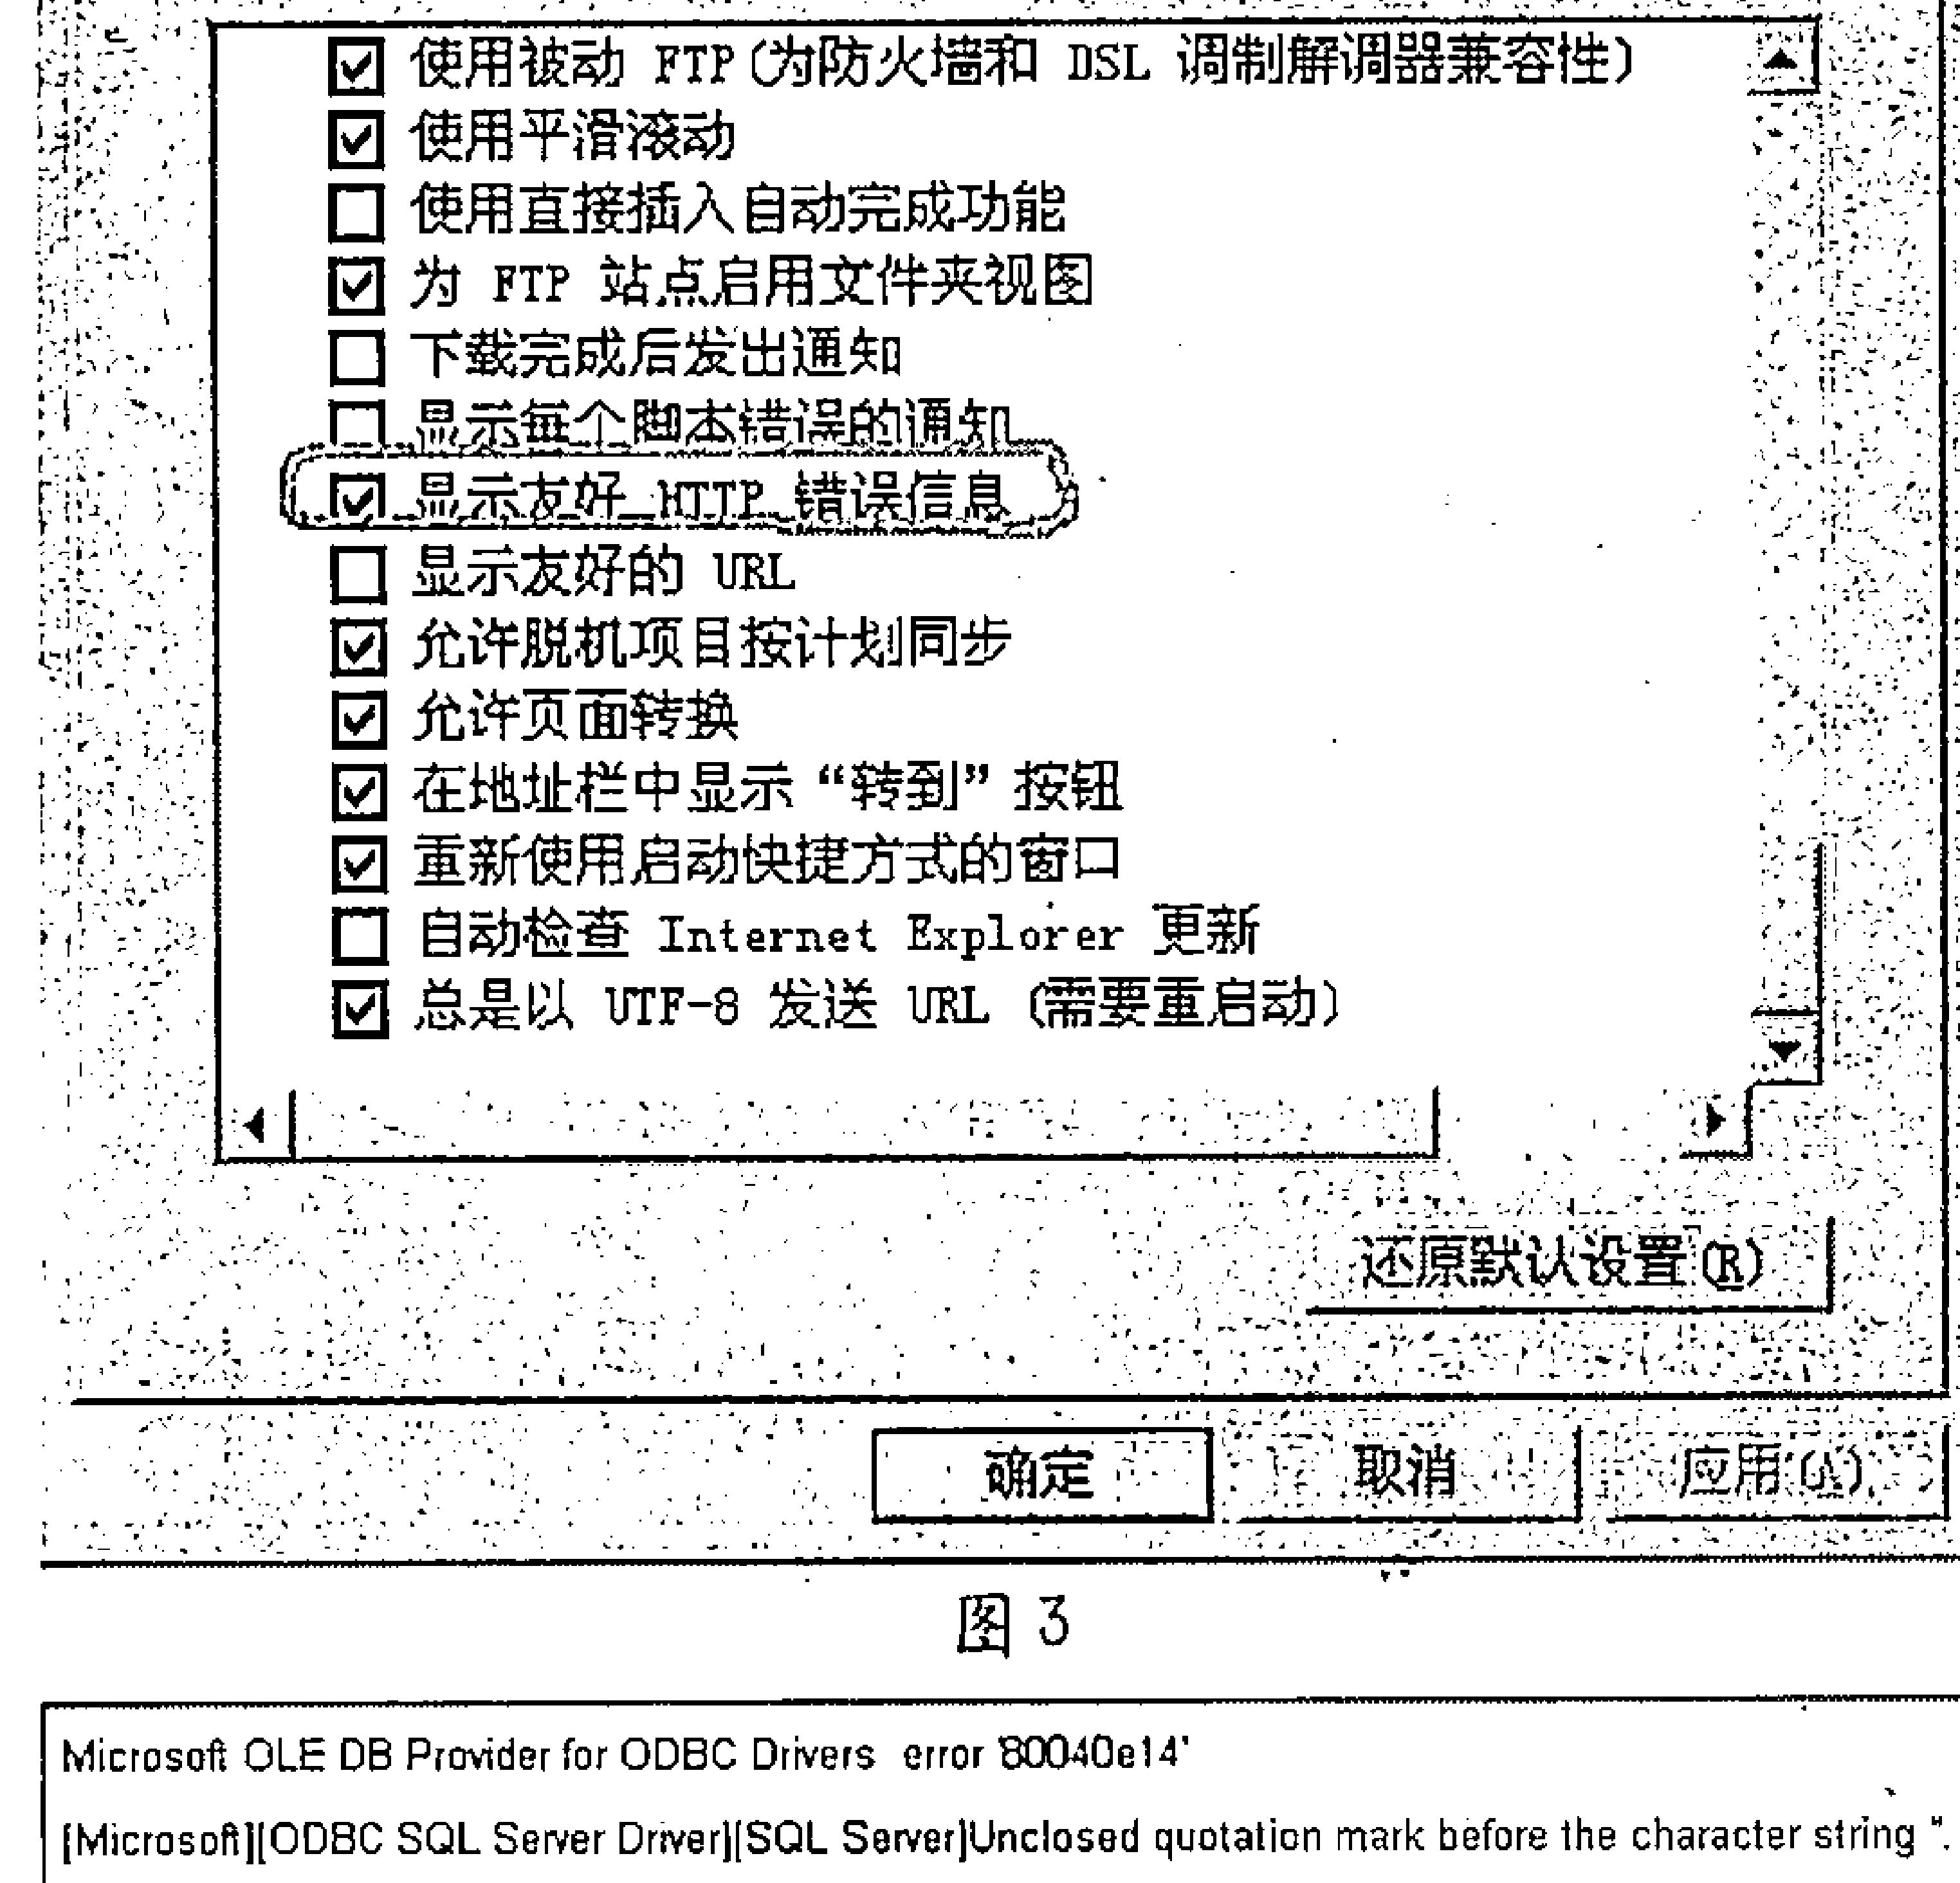 使用被动 FTP(为防火墙和 DSL 调制解调器兼容性)
使用平滑滚动
使用直接插入自动完成功能
为 FTP 站点启用文件夹视图
下载完成后发出通知
显示每个脚本错误的通知
显示友好 HTTP 错误信息
显示友好的 URL
允许脱机项目按计划同步
允许页面转换
在地址栏中显示“转到”按钮
重新使用启动快捷方式的窗口
自动检查 Internet Explorer 更新
总是以 UTF-8 发送 URL (需要重启动)
还原默认设置(R)
确定 取消 应用(A)
图 3
Microsoft OLE DB Provider for ODBC Drivers error '80040e14'
[Microsoft][ODBC SQL Server Driver][SQL Server]Unclosed quotation mark before the character string ''.